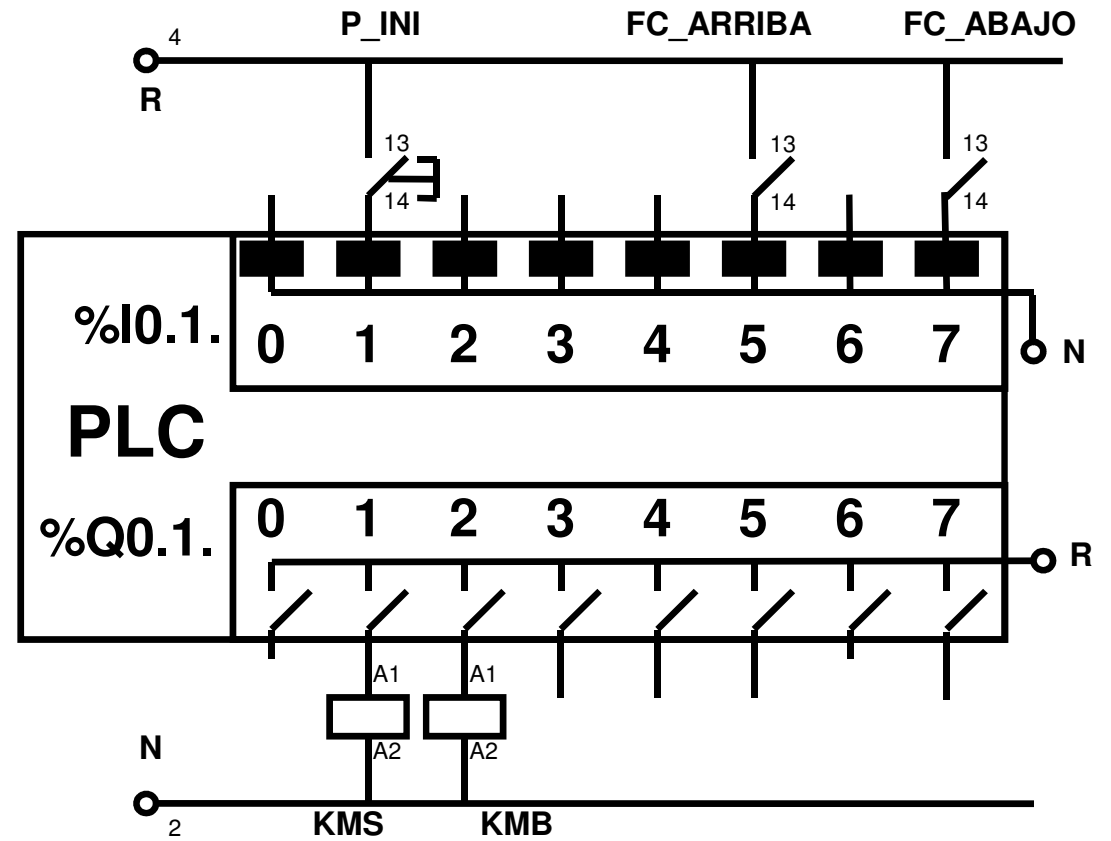 P_INI FC_ARRIBA FC_ABAJO
4
R
13 13 13
14 14 14
%I0.1. 0 1 2 3 4 5 6 7 N
PLC
%Q0.1. 0 1 2 3 4 5 6 7 R
A1 A1
A2 A2
N
2 KMS KMB